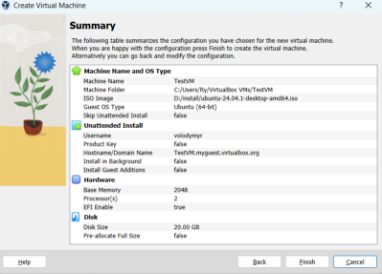 Create Virtual Machine
Summary
The following table summarizes the configuration you have chosen for the new virtual machine.
When you are happy with the configuration press Finish to create the virtual machine.
Alternatively you can go back and modify the configuration.
Machine Name and OS Type
Machine Name TestVM
Machine Folder C:/Users/Ry/VirtualBox VMs/TestVM
ISO Image D:/install/ubuntu-24.04.1-desktop-amd64.iso
Guest OS Type Ubuntu (64-bit)
Skip Unattended Install false
Unattended Install
Username volodymyr
Product Key false
Hostname/Domain Name TestVM.myguest.virtualbox.org
Install in Background false
Install Guest Additions false
Hardware
Base Memory 2048
Processor(s) 2
EFI Enable true
Disk
Disk Size 20.00 GB
Pre-allocate Full Size false
Help Back Finish Cancel